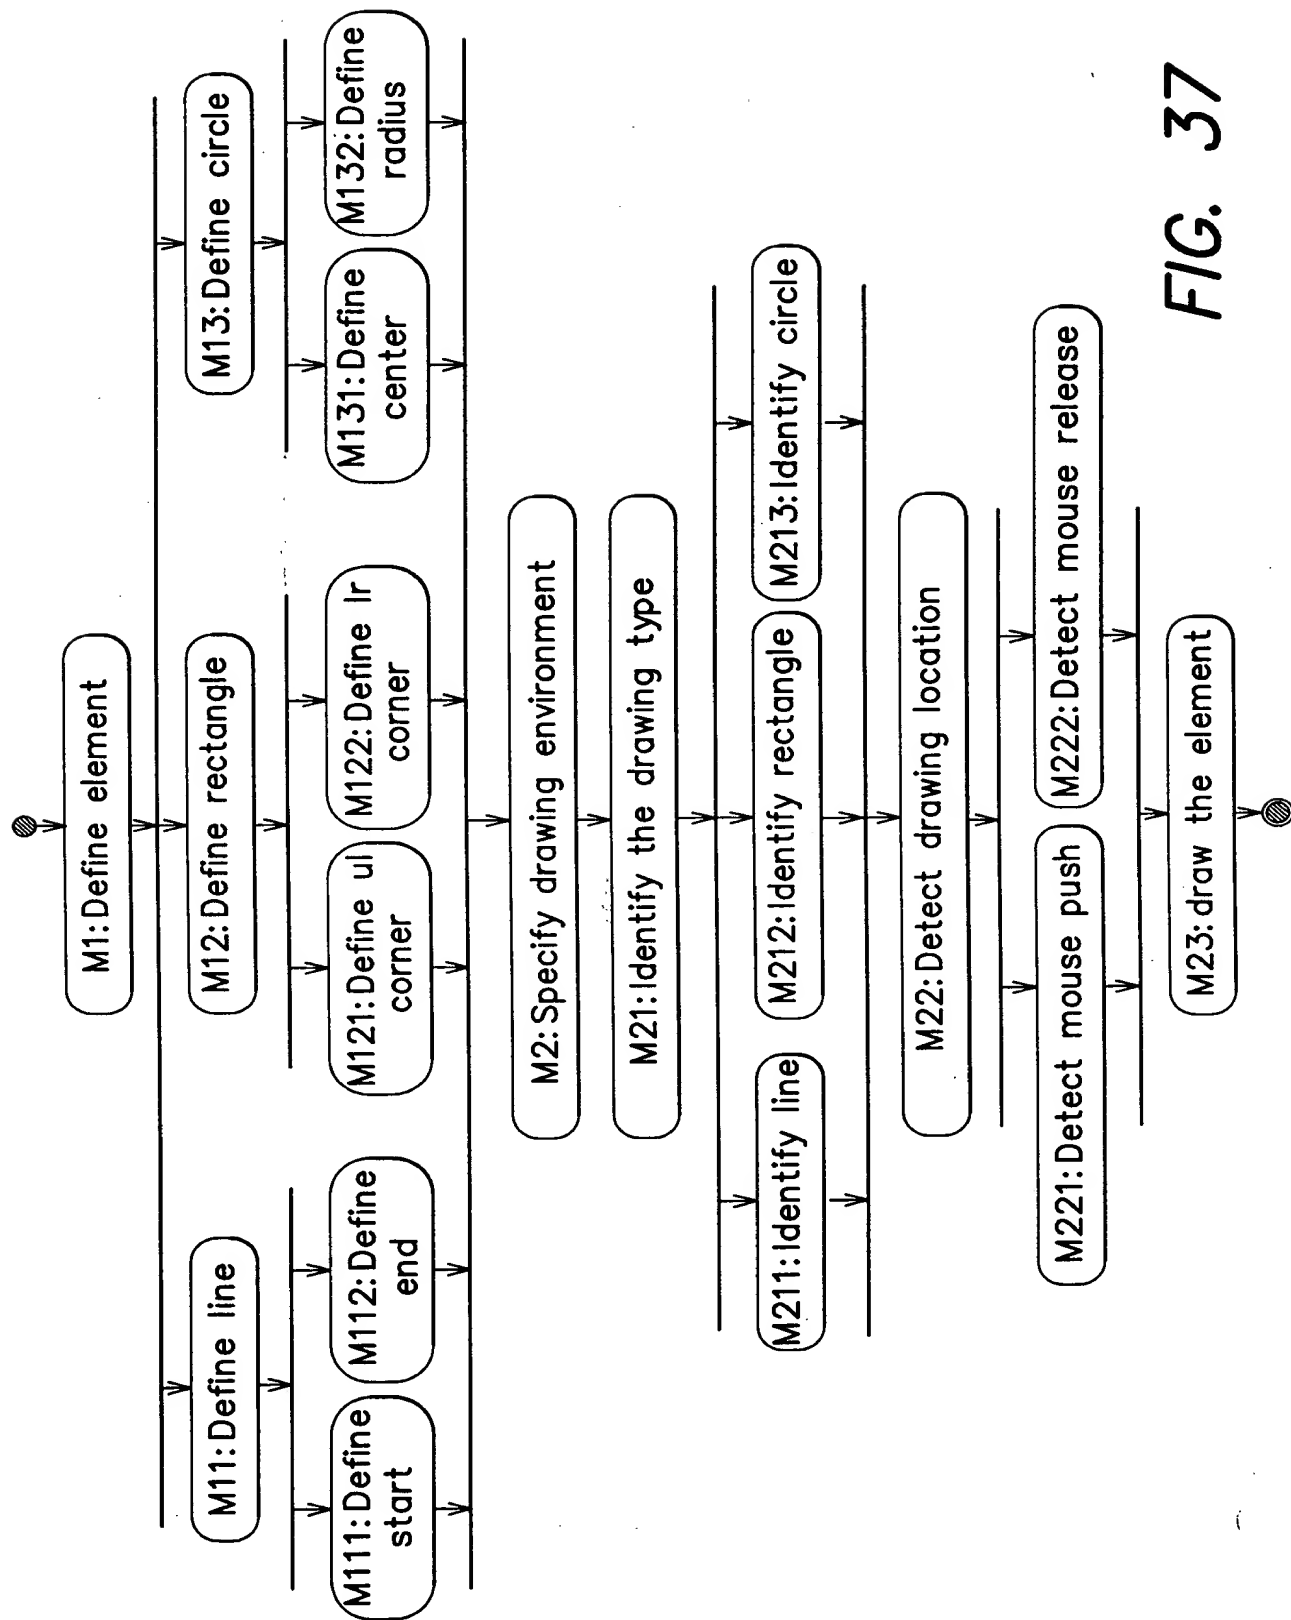 M1:Define element
M11:Define line
M12:Define rectangle
M13:Define circle
M111:Define
start
M112:Define
end
M121:Define ul
corner
M122:Define lr
corner
M131:Define
center
M132:Define
radius
M2:Specify drawing environment
M21:Identify the drawing type
M211:Identify line
M212:Identify rectangle
M213:Identify circle
M22:Detect drawing location
M221:Detect mouse push
M222:Detect mouse release
M23:draw the element
FIG. 37